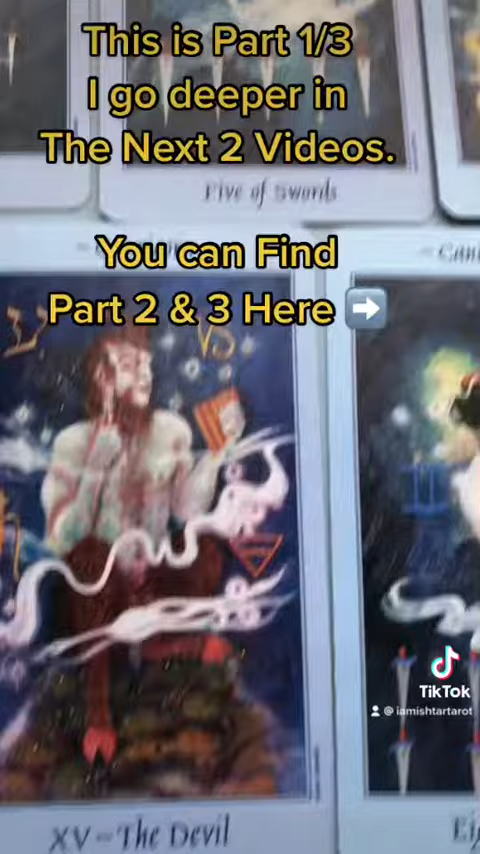 This is Part 1/3
I go deeper in
The Next 2 Videos.
Five of Swords
You can Find
Part 2 & 3 Here
TikTok
@ iamishtartarot
XV – The Devil